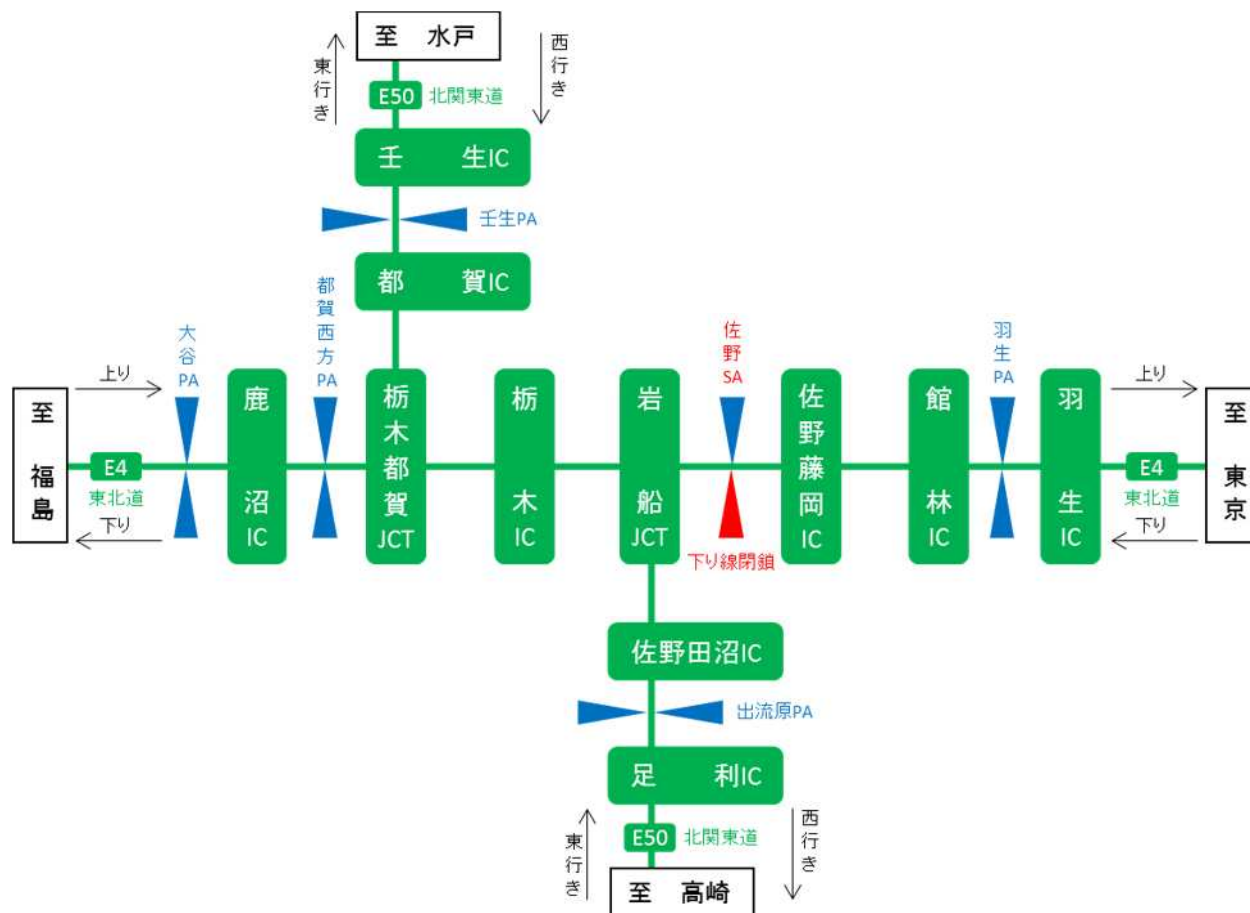 至 水戸
東行き
西行き
E50 北関東道
壬 生IC
壬生PA
都 賀IC
都賀西方PA
大谷PA
佐野SA
羽生PA
上り
上り
至 福島
E4
東北道
下り
鹿沼IC
栃木都賀JCT
栃木IC
岩船JCT
佐野藤岡IC
館林IC
羽生IC
E4
東北道
下り
至 東京
下り線閉鎖
佐野田沼IC
出流原PA
足 利IC
東行き
西行き
E50 北関東道
至 高崎